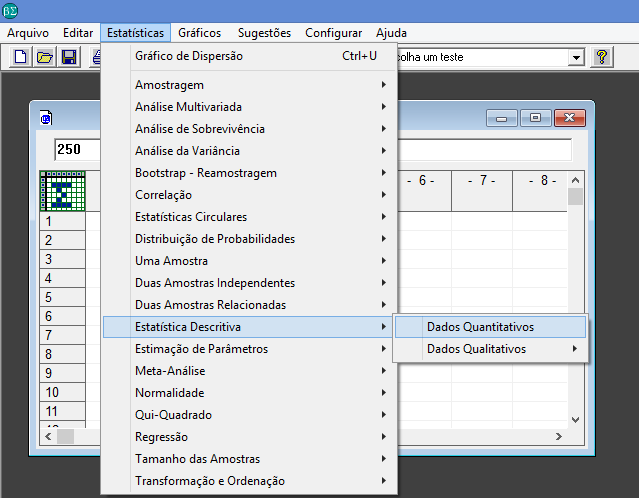 BE
Arquivo Editar Estatísticas Gráficos Sugestões Configurar Ajuda
olha um teste
Gráfico de Dispersão Ctrl+U
Amostragem
Análise Multivariada
Análise de Sobrevivência
Análise da Variância
Bootstrap - Reamostragem
Correlação
Estatísticas Circulares
Distribuição de Probabilidades
Uma Amostra
Duas Amostras Independentes
Duas Amostras Relacionadas
Estatística Descritiva
Estimação de Parâmetros
Meta-Análise
Normalidade
Qui-Quadrado
Regressão
Tamanho das Amostras
Transformação e Ordenação
Dados Quantitativos
Dados Qualitativos
250
- 6 - - 7 - - 8 -
1
2
3
4
5
6
7
8
9
10
11